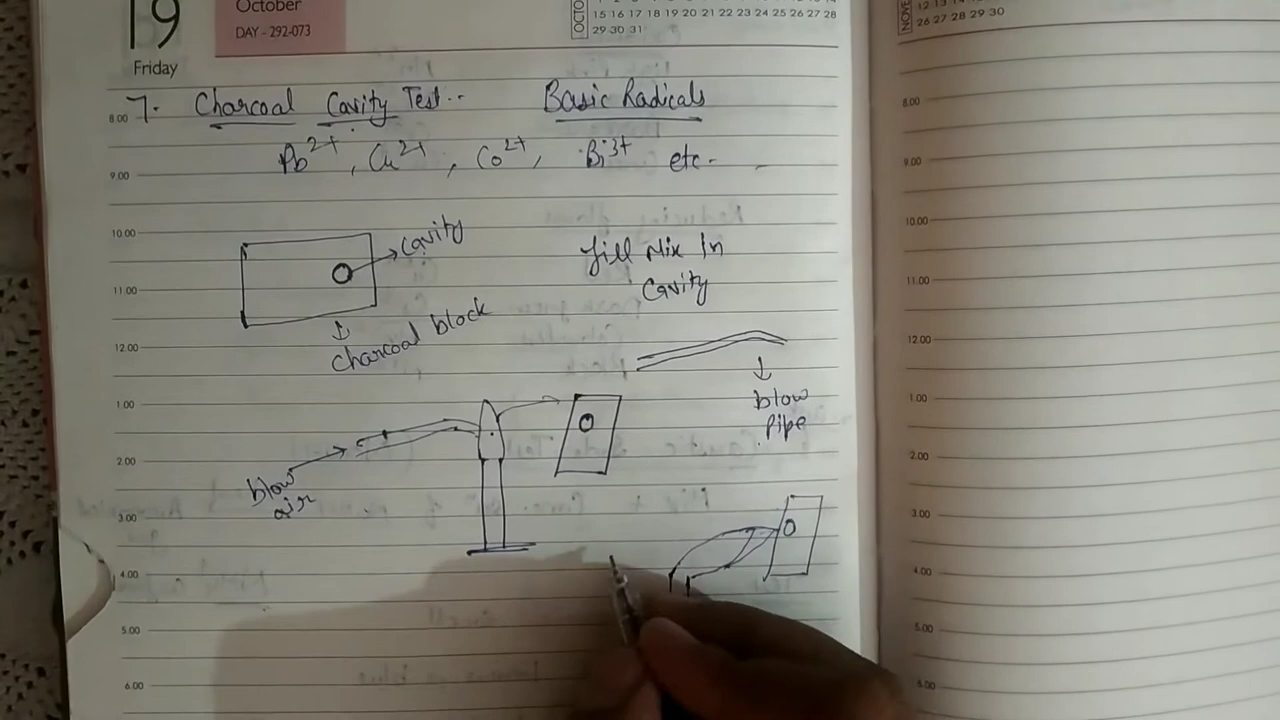 19
October
DAY - 292-073
Friday
OCTO
15 16 17 18 19 20 21 22 23 24 25 26 27 28
29 30 31
NOVE
26 27 28 29 30
7. Charcoal Cavity Test.. Basic Radicals
Pb2+, Cu2+, Co2+, Bi3+ etc.
cavity
Fill Mix In
Cavity
charcoal block
blow
Pipe
blow
air
8.00
9.00
10.00
11.00
12.00
1.00
2.00
3.00
4.00
5.00
6.00
8.00
9.00
10.00
11.00
12.00
1.00
2.00
3.00
4.00
5.00
6.00